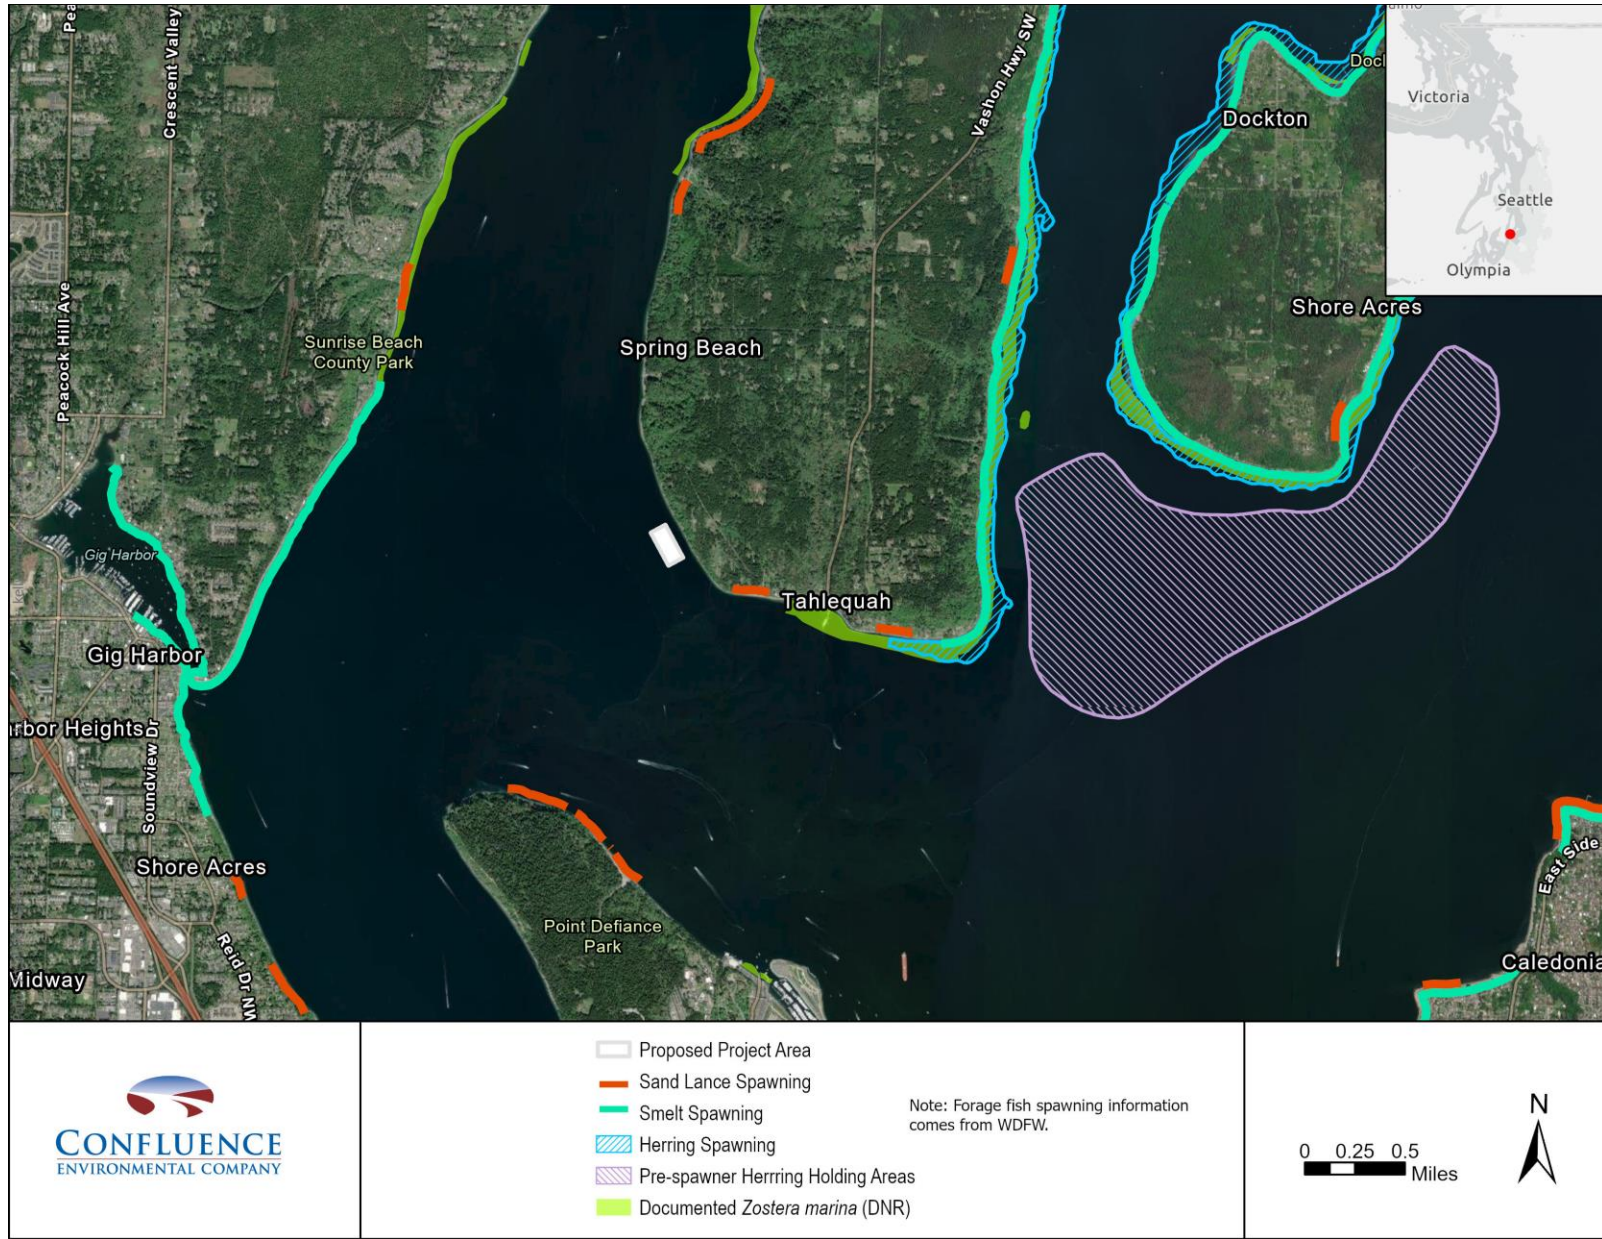 Pea
Crescent Valley
Vashon Hwy SW
Dockton
Dock
Victoria
Seattle
Olympia
Shore Acres
Peacock Hill Ave
Sunrise Beach
County Park
Spring Beach
Gig Harbor
Tahlequah
Gig Harbor
rbor Heights
Soundview Dr
Shore Acres
Reid Dr NW
Midway
Point Defiance
Park
East Side
Caledonia
CONFLUENCE
ENVIRONMENTAL COMPANY
Proposed Project Area
Sand Lance Spawning
Smelt Spawning
Herring Spawning
Pre-spawner Herrring Holding Areas
Documented Zostera marina (DNR)
Note: Forage fish spawning information
comes from WDFW.
0 0.25 0.5
Miles
N